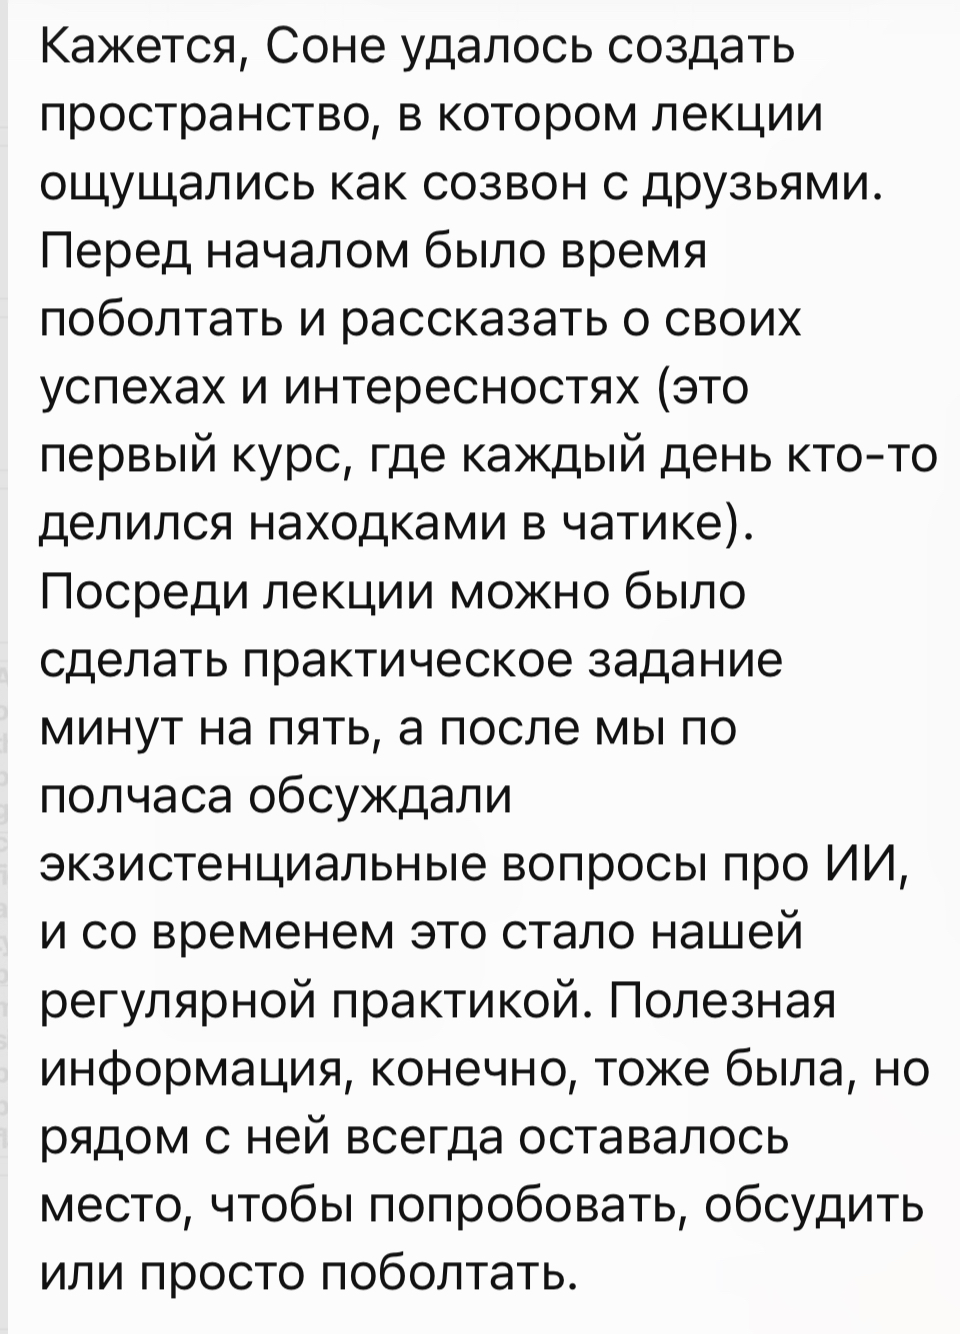 Кажется, Соне удалось создать
пространство, в котором лекции
ощущались как созвон с друзьями.
Перед началом было время
поболтать и рассказать о своих
успехах и интересностях (это
первый курс, где каждый день кто-то
делился находками в чатике).
Посреди лекции можно было
сделать практическое задание
минут на пять, а после мы по
полчаса обсуждали
экзистенциальные вопросы про ИИ,
и со временем это стало нашей
регулярной практикой. Полезная
информация, конечно, тоже была, но
рядом с ней всегда оставалось
место, чтобы попробовать, обсудить
или просто поболтать.